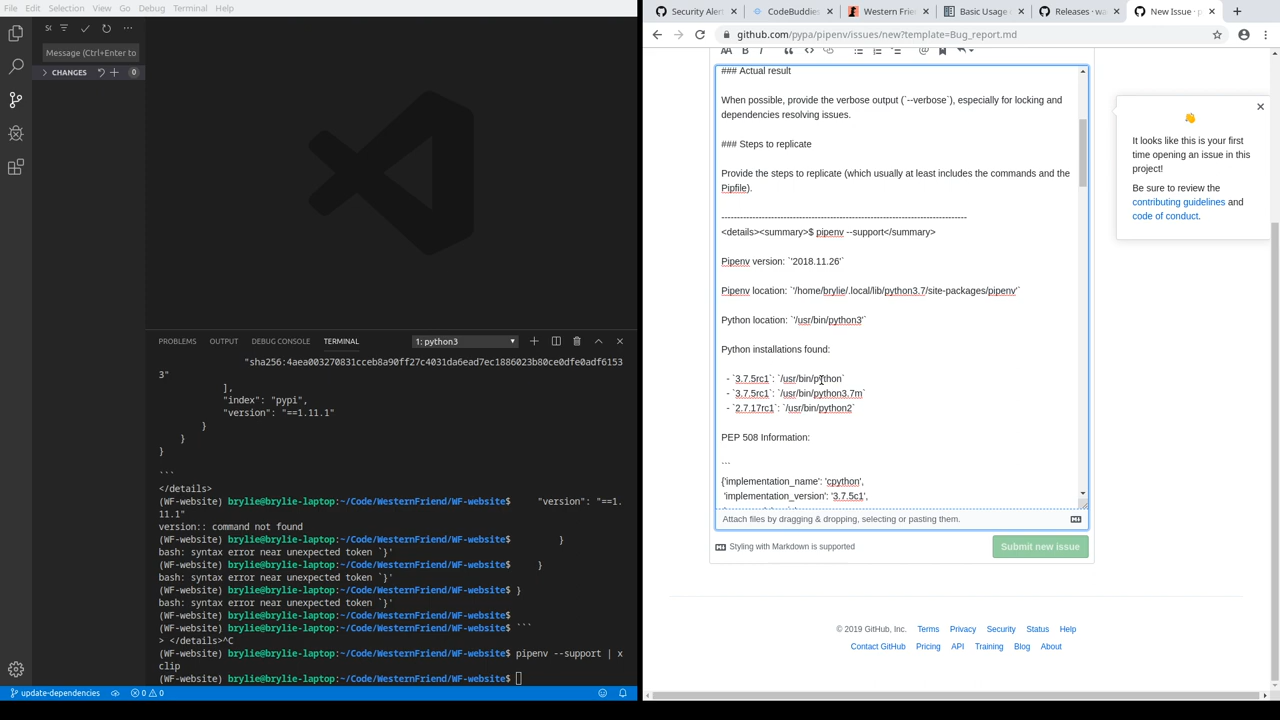 File Edit Selection View Go Debug Terminal Help
Security Alert
CodeBuddies
Western Frie
Basic Usage
Releases · wa
New Issue · p
github.com/pypa/pipenv/issues/new?template=Bug_report.md
Message (Ctrl+Enter to
CHANGES 0
PROBLEMS OUTPUT DEBUG CONSOLE TERMINAL 1: python3
"sha256:4aea003270831cceb8a90ff27c4031da6ead7ec1886023b80ce0dfe0adf6153
3"
],
"index": "pypi",
"version": "==1.11.1"
}
}
}
```
</details>
(WF-website) brylie@brylie-laptop:~/Code/WesternFriend/WF-website$ "version": "==1.
11.1"
version:: command not found
(WF-website) brylie@brylie-laptop:~/Code/WesternFriend/WF-website$ }
bash: syntax error near unexpected token `}'
(WF-website) brylie@brylie-laptop:~/Code/WesternFriend/WF-website$ }
bash: syntax error near unexpected token `}'
(WF-website) brylie@brylie-laptop:~/Code/WesternFriend/WF-website$ }
bash: syntax error near unexpected token `}'
(WF-website) brylie@brylie-laptop:~/Code/WesternFriend/WF-website$
(WF-website) brylie@brylie-laptop:~/Code/WesternFriend/WF-website$ ```
> </details>^C
(WF-website) brylie@brylie-laptop:~/Code/WesternFriend/WF-website$ pipenv --support | x
clip
(WF-website) brylie@brylie-laptop:~/Code/WesternFriend/WF-website$
update-dependencies 0 0
### Actual result
When possible, provide the verbose output (`--verbose`), especially for locking and
dependencies resolving issues.
### Steps to replicate
Provide the steps to replicate (which usually at least includes the commands and the
Pipfile).
-------------------------------------------------------------------------------
<details><summary>$ pipenv --support</summary>
Pipenv version: `'2018.11.26'`
Pipenv location: `'/home/brylie/.local/lib/python3.7/site-packages/pipenv'`
Python location: `'/usr/bin/python3'`
Python installations found:
- `3.7.5rc1`: `/usr/bin/python`
- `3.7.5rc1`: `/usr/bin/python3.7m`
- `2.7.17rc1`: `/usr/bin/python2`
PEP 508 Information:
```
{'implementation_name': 'cpython',
'implementation_version': '3.7.5c1',
Attach files by dragging & dropping, selecting or pasting them.
Styling with Markdown is supported
Submit new issue
It looks like this is your first
time opening an issue in this
project!
Be sure to review the
contributing guidelines and
code of conduct.
© 2019 GitHub, Inc. Terms Privacy Security Status Help
Contact GitHub Pricing API Training Blog About